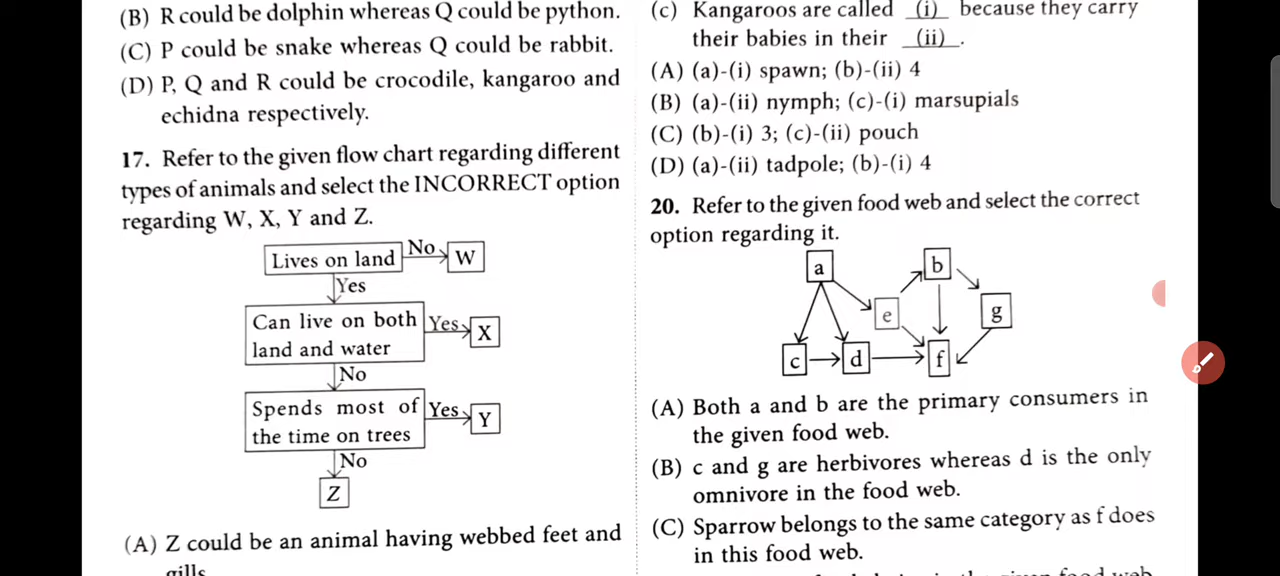 (B) R could be dolphin whereas Q could be python.
(C) P could be snake whereas Q could be rabbit.
(D) P, Q and R could be crocodile, kangaroo and
echidna respectively.
17. Refer to the given flow chart regarding different
types of animals and select the INCORRECT option
regarding W, X, Y and Z.
Lives on land
No
W
Yes
Can live on both
land and water
Yes
X
No
Spends most of
the time on trees
Yes
Y
No
Z
(A) Z could be an animal having webbed feet and
gills
(c) Kangaroos are called (i) because they carry
their babies in their (ii).
(A) (a)-(i) spawn; (b)-(ii) 4
(B) (a)-(ii) nymph; (c)-(i) marsupials
(C) (b)-(i) 3; (c)-(ii) pouch
(D) (a)-(ii) tadpole; (b)-(i) 4
20. Refer to the given food web and select the correct
option regarding it.
a
b
e
g
c
d
f
(A) Both a and b are the primary consumers in
the given food web.
(B) c and g are herbivores whereas d is the only
omnivore in the food web.
(C) Sparrow belongs to the same category as f does
in this food web.